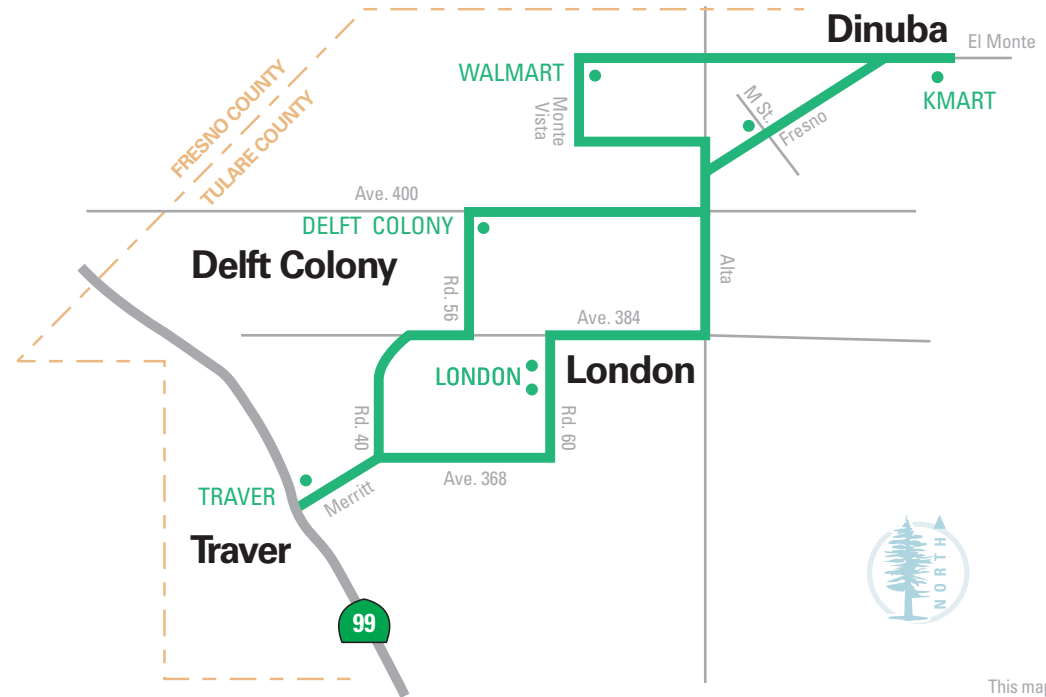 Dinuba
El Monte
WALMART
KMART
FRESNO COUNTY
TULARE COUNTY
Monte
Vista
M St.
Fresno
Ave. 400
DELFT COLONY
Delft Colony
Alta
Rd. 56
Ave. 384
LONDON
London
Rd. 40
Rd. 60
Ave. 368
TRAVER
Merritt
Traver
NORTH
99
This map